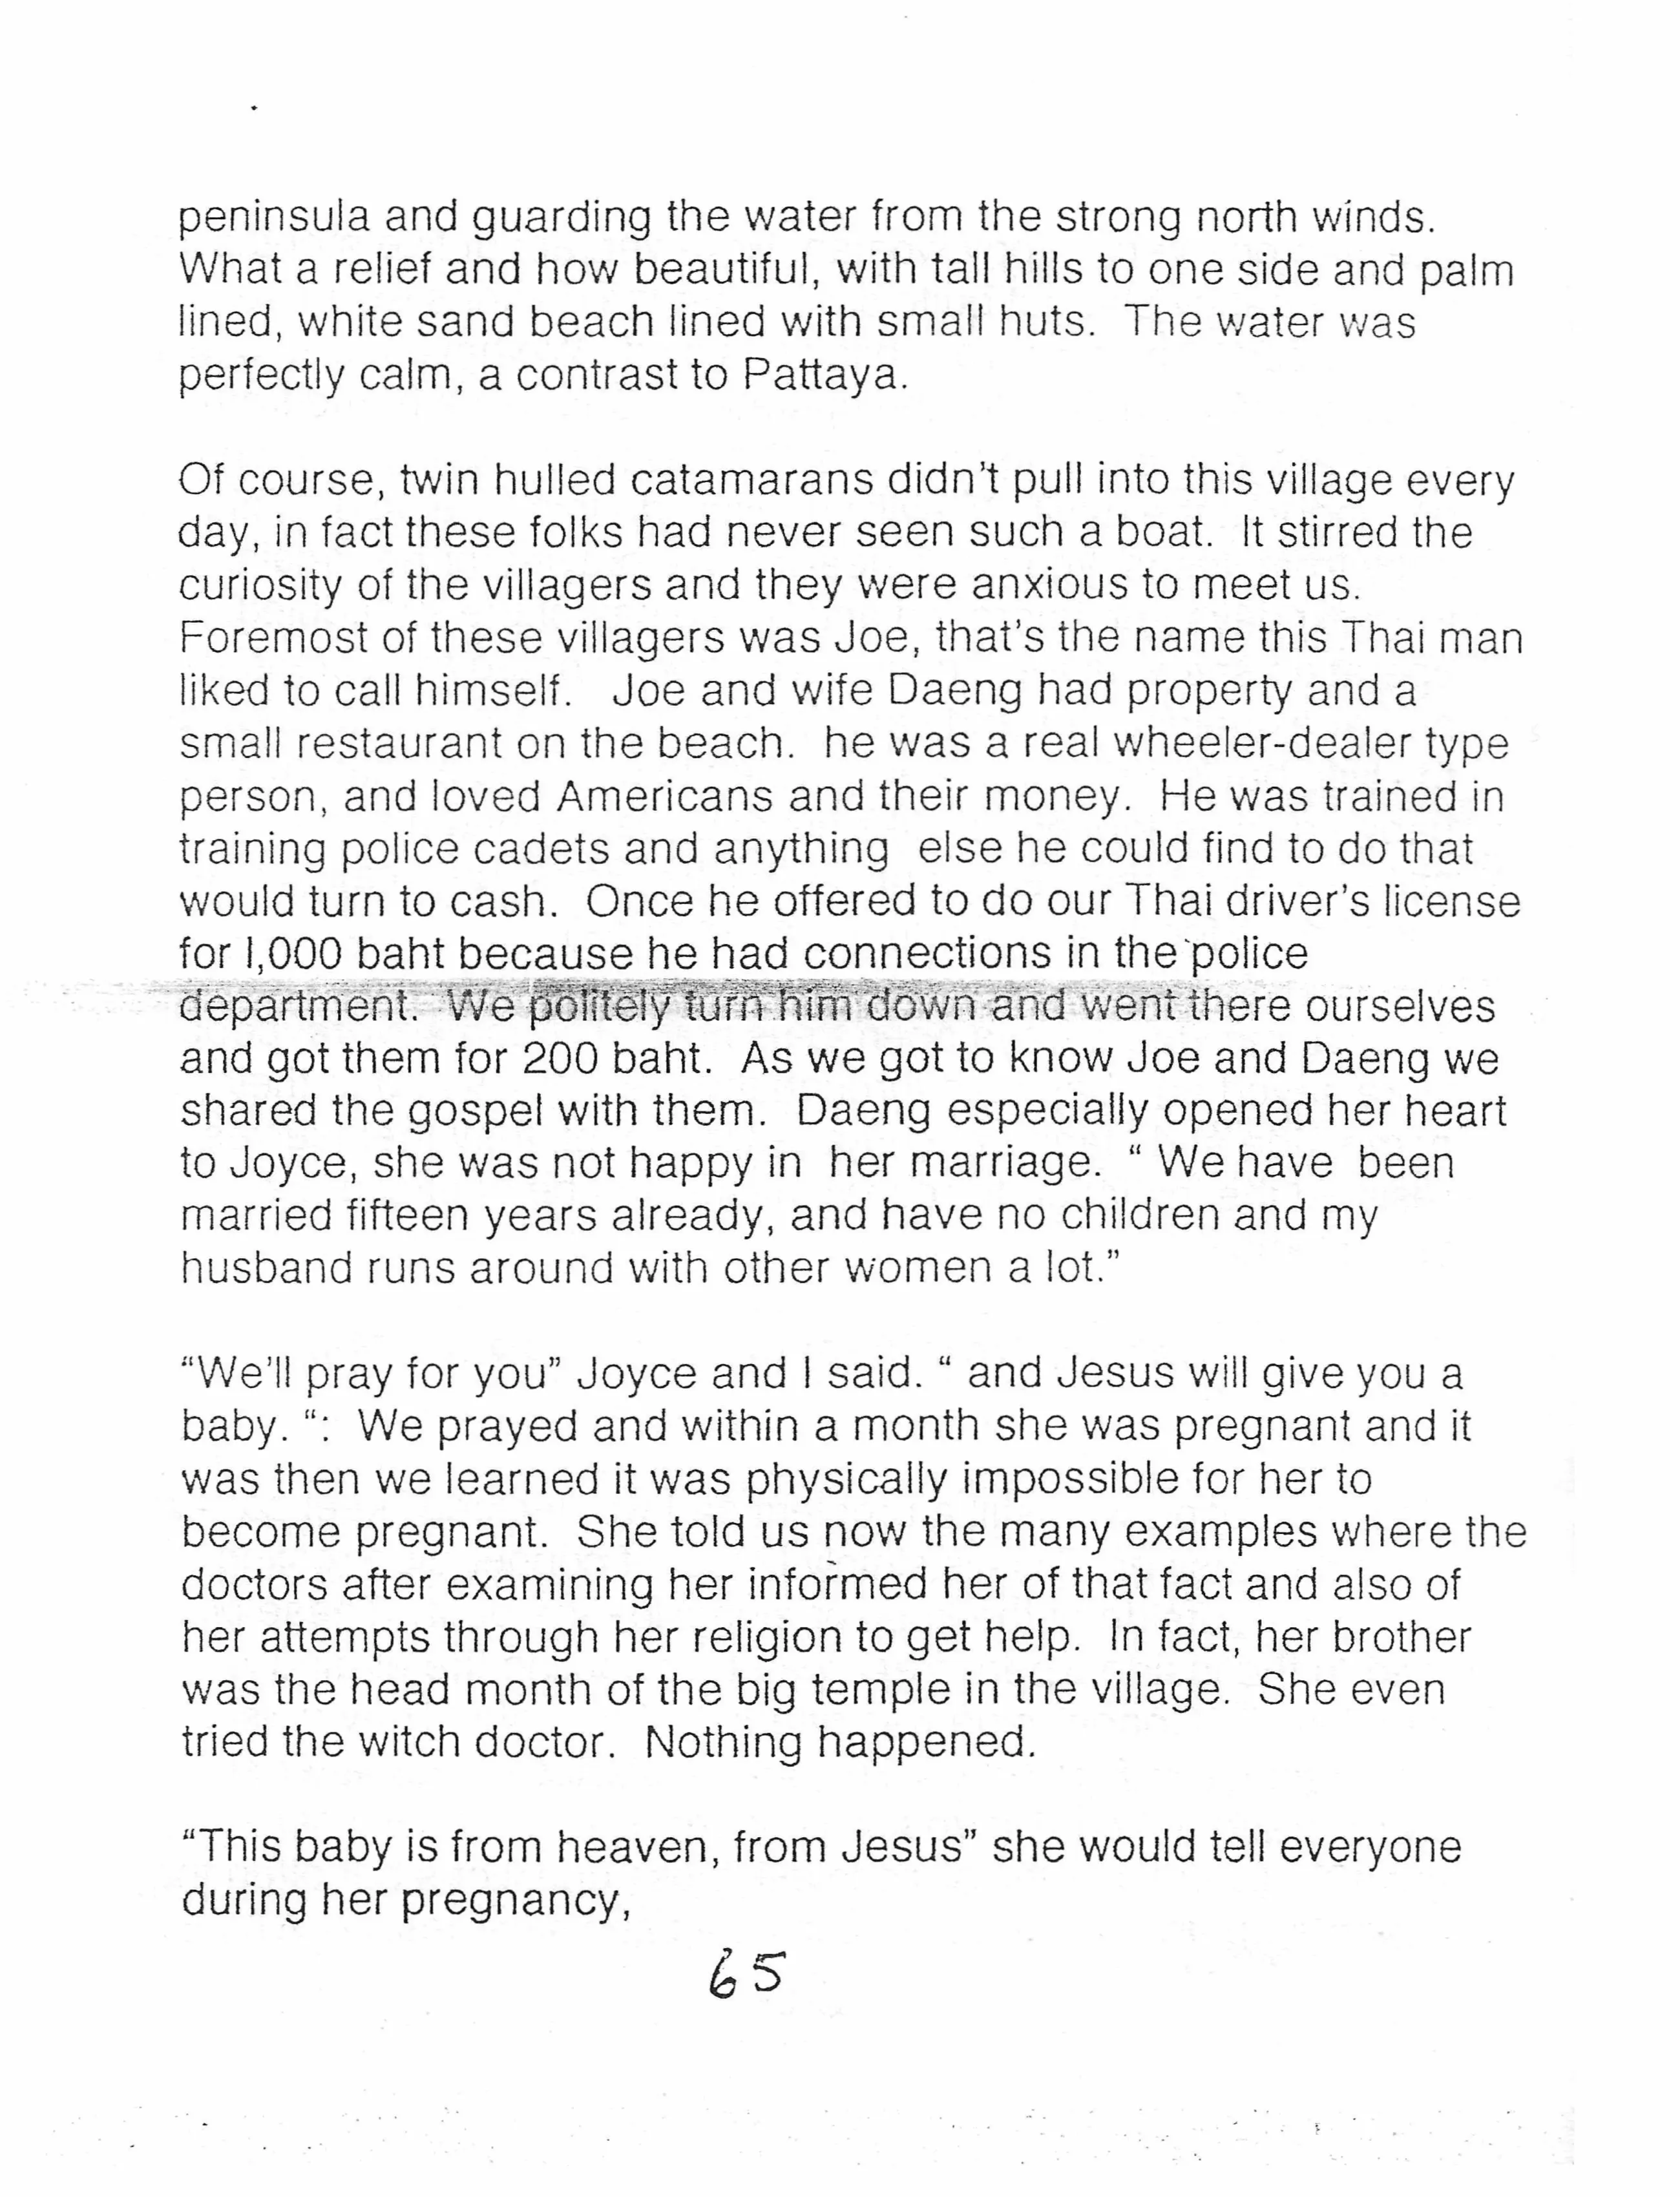 peninsula and guarding the water from the strong north winds.
What a relief and how beautiful, with tall hills to one side and palm
lined, white sand beach lined with small huts.  The water was
perfectly calm, a contrast to Pattaya.

Of course, twin hulled catamarans didn't pull into this village every
day, in fact these folks had never seen such a boat.  It stirred the
curiosity of the villagers and they were anxious to meet us.
Foremost of these villagers was Joe, that's the name this Thai man
liked to call himself.   Joe and wife Daeng had property and a
small restaurant on the beach.  he was a real wheeler-dealer type
person, and loved Americans and their money.  He was trained in
training police cadets and anything  else he could find to do that
would turn to cash.  Once he offered to do our Thai driver's license
for 1,000 baht because he had connections in the police
department.  We politely turn him down and went there ourselves
and got them for 200 baht.  As we got to know Joe and Daeng we
shared the gospel with them.  Daeng especially opened her heart
to Joyce, she was not happy in  her marriage.  “ We have  been
married fifteen years already, and have no children and my
husband runs around with other women a lot.”

“We'll pray for you” Joyce and I said. “ and Jesus will give you a
baby. “:  We prayed and within a month she was pregnant and it
was then we learned it was physically impossible for her to
become pregnant.  She told us now the many examples where the
doctors after examining her informed her of that fact and also of
her attempts through her religion to get help.  In fact, her brother
was the head month of the big temple in the village.  She even
tried the witch doctor.  Nothing happened.

“This baby is from heaven, from Jesus” she would tell everyone
during her pregnancy,
65